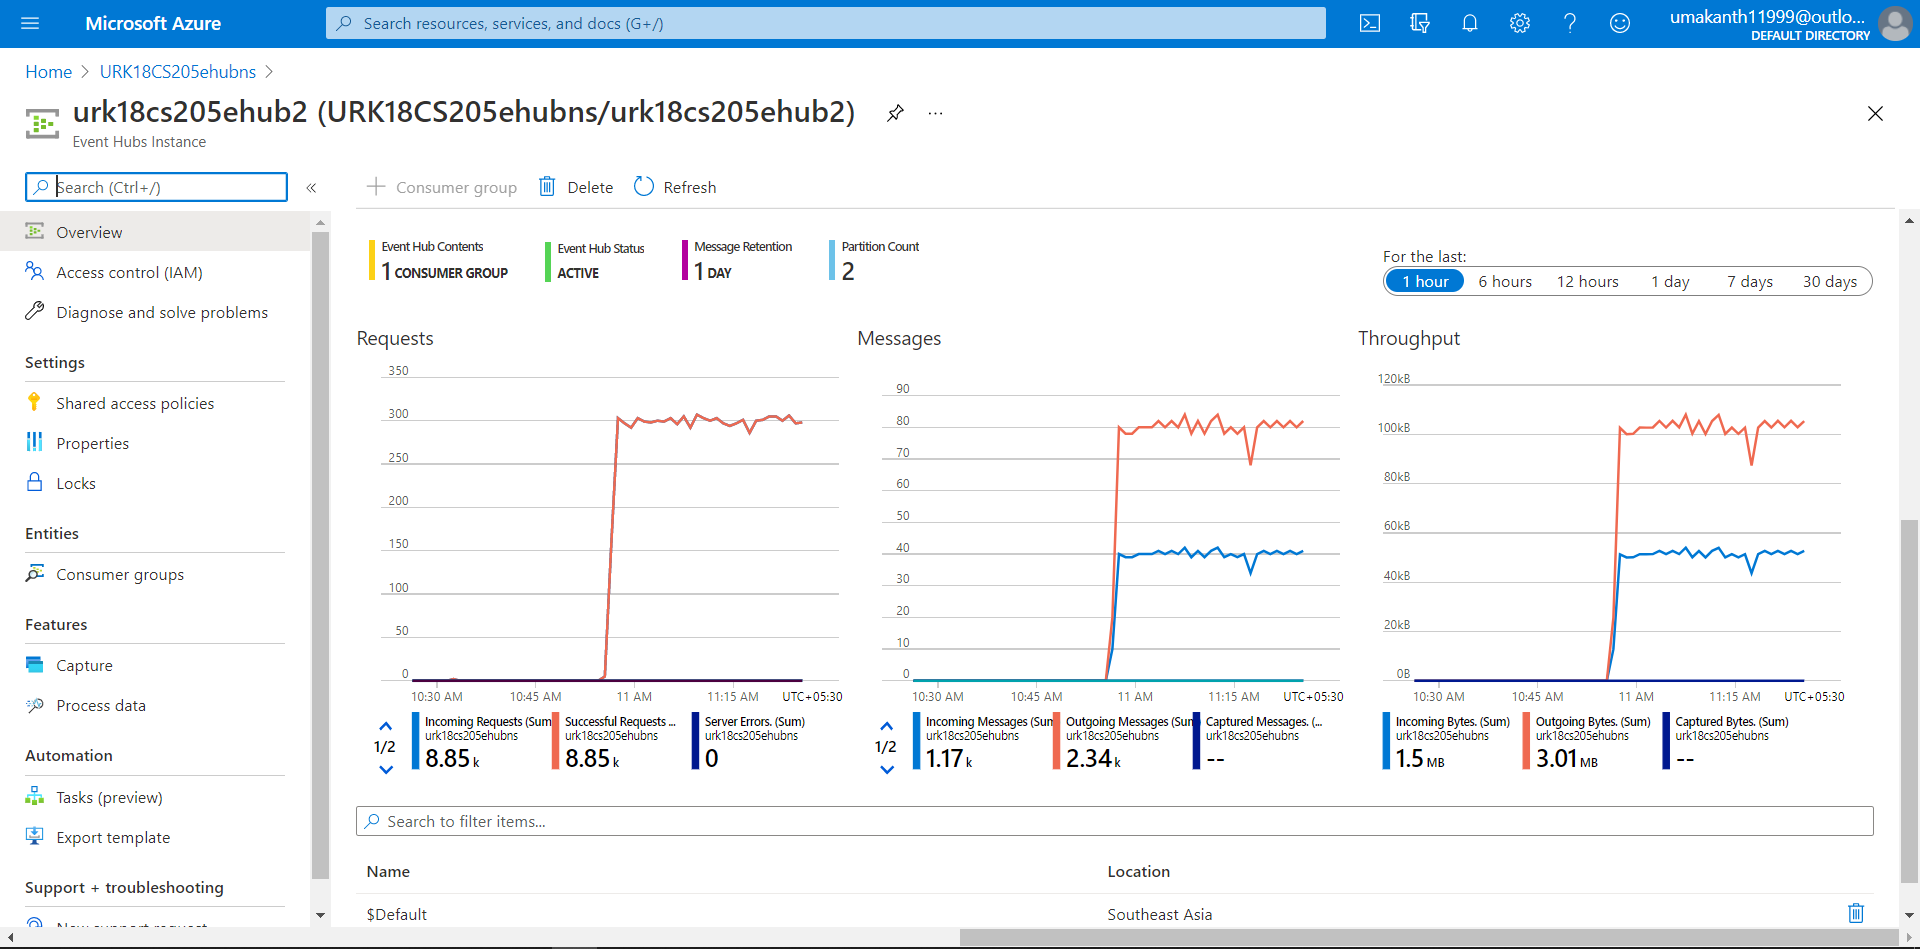 Microsoft Azure
Search resources, services, and docs (G+/)
umakanth11999@outlo...
DEFAULT DIRECTORY
Home > URK18CS205ehubns >
urk18cs205ehub2 (URK18CS205ehubns/urk18cs205ehub2) ...
Event Hubs Instance
Search (Ctrl+/) «
Overview
Access control (IAM)
Diagnose and solve problems
Settings
Shared access policies
Properties
Locks
Entities
Consumer groups
Features
Capture
Process data
Automation
Tasks (preview)
Export template
Support + troubleshooting
New support request
+ Consumer group Delete Refresh
Event Hub Contents
1 CONSUMER GROUP
Event Hub Status
ACTIVE
Message Retention
1 DAY
Partition Count
2
For the last:
1 hour 6 hours 12 hours 1 day 7 days 30 days
Requests
350
300
250
200
150
100
50
0
10:30 AM 10:45 AM 11 AM 11:15 AM UTC+05:30
1/2
Incoming Requests (Sum
urk18cs205ehubns
8.85 k
Successful Requests ...
urk18cs205ehubns
8.85 k
Server Errors. (Sum)
urk18cs205ehubns
0
Messages
90
80
70
60
50
40
30
20
10
0
10:30 AM 10:45 AM 11 AM 11:15 AM UTC+05:30
1/2
Incoming Messages (Sum
urk18cs205ehubns
1.17 k
Outgoing Messages (Sum
urk18cs205ehubns
2.34 k
Captured Messages. (...
urk18cs205ehubns
--
Throughput
120kB
100kB
80kB
60kB
40kB
20kB
0B
10:30 AM 10:45 AM 11 AM 11:15 AM UTC+05:30
Incoming Bytes. (Sum)
urk18cs205ehubns
1.5 MB
Outgoing Bytes. (Sum)
urk18cs205ehubns
3.01 MB
Captured Bytes. (Sum)
urk18cs205ehubns
--
Search to filter items...
Name Location
$Default Southeast Asia